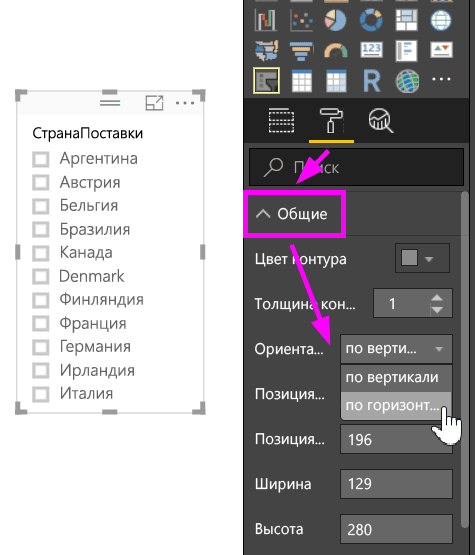 СтранаПоставки
Аргентина
Австрия
Бельгия
Бразилия
Канада
Denmark
Финляндия
Франция
Германия
Ирландия
Италия
123
R
Поиск
Общие
Цвет контура
Толщина кон... 1
Ориента... по верти...
по вертикали
по горизонт...
Позиция...
Позиция... 196
Ширина 129
Высота 280